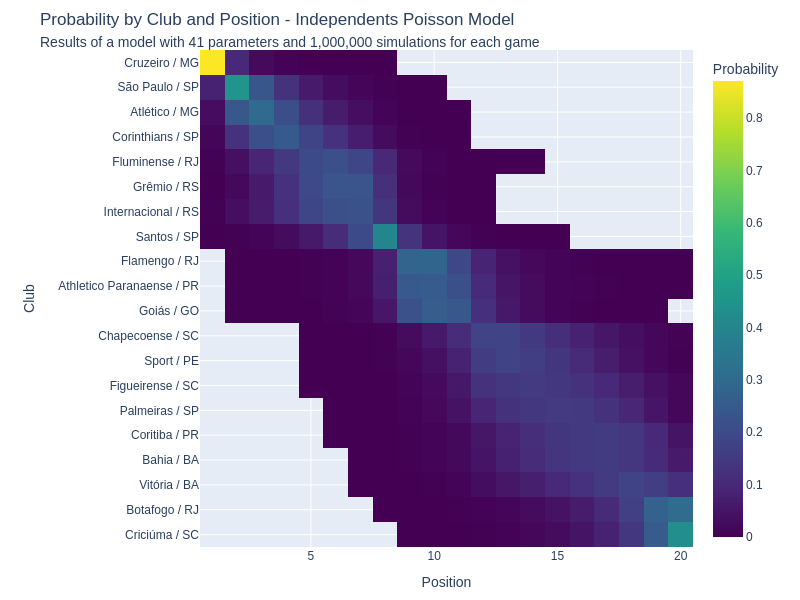 Probability by Club and Position - Independents Poisson Model
Results of a model with 41 parameters and 1,000,000 simulations for each game
Probability
Club
Cruzeiro / MG
São Paulo / SP
Atlético / MG
Corinthians / SP
Fluminense / RJ
Grêmio / RS
Internacional / RS
Santos / SP
Flamengo / RJ
Athletico Paranaense / PR
Goiás / GO
Chapecoense / SC
Sport / PE
Figueirense / SC
Palmeiras / SP
Coritiba / PR
Bahia / BA
Vitória / BA
Botafogo / RJ
Criciúma / SC
5
10
15
20
Position
0.8
0.7
0.6
0.5
0.4
0.3
0.2
0.1
0